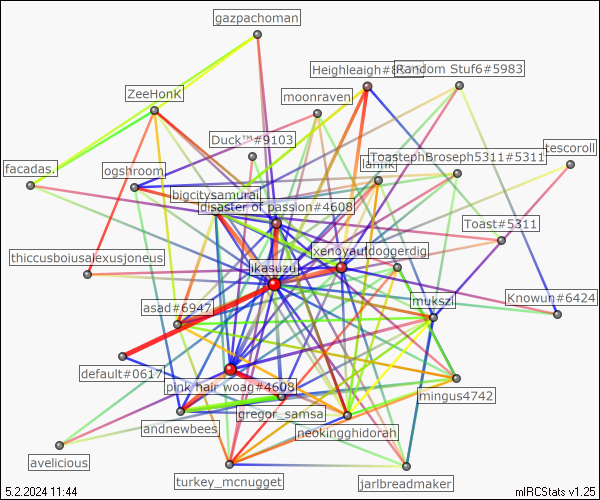 gazpachoman
Heighleaigh#8
Random Stuf6#5983
ZeeHonK
moonraven
Duck™#9103
tescoroll
ToastephBroseph5311#5311
facadas.
ogshroom
bigcitysamurai
disaster of passion#4608
Toast#5311
xenoyautdoggerdig
thiccusboiusalexusjoneus
ikasuzu
asad#6947
mukszi
Knowun#6424
default#0617
pink hair woag#4608
mingus4742
gregor_samsa
andnewbees
neokingghidorah
avelicious
turkey_mcnugget
jarlbreadmaker
5.2.2024 11:44
mIRCStats v1.25